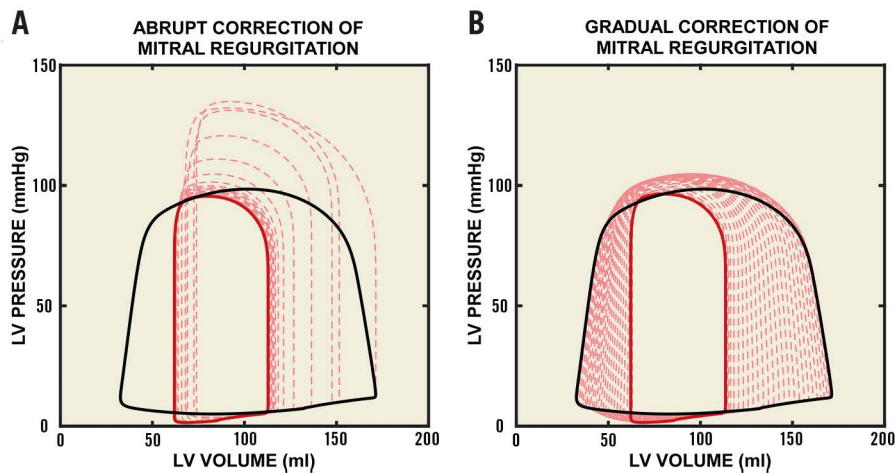 A
ABRUPT CORRECTION OF
MITRAL REGURGITATION
150
100
50
0
0
50
100
150
200
LV PRESSURE (mmHg)
LV VOLUME (ml)
B
GRADUAL CORRECTION OF
MITRAL REGURGITATION
150
100
50
0
0
50
100
150
200
LV PRESSURE (mmHg)
LV VOLUME (ml)